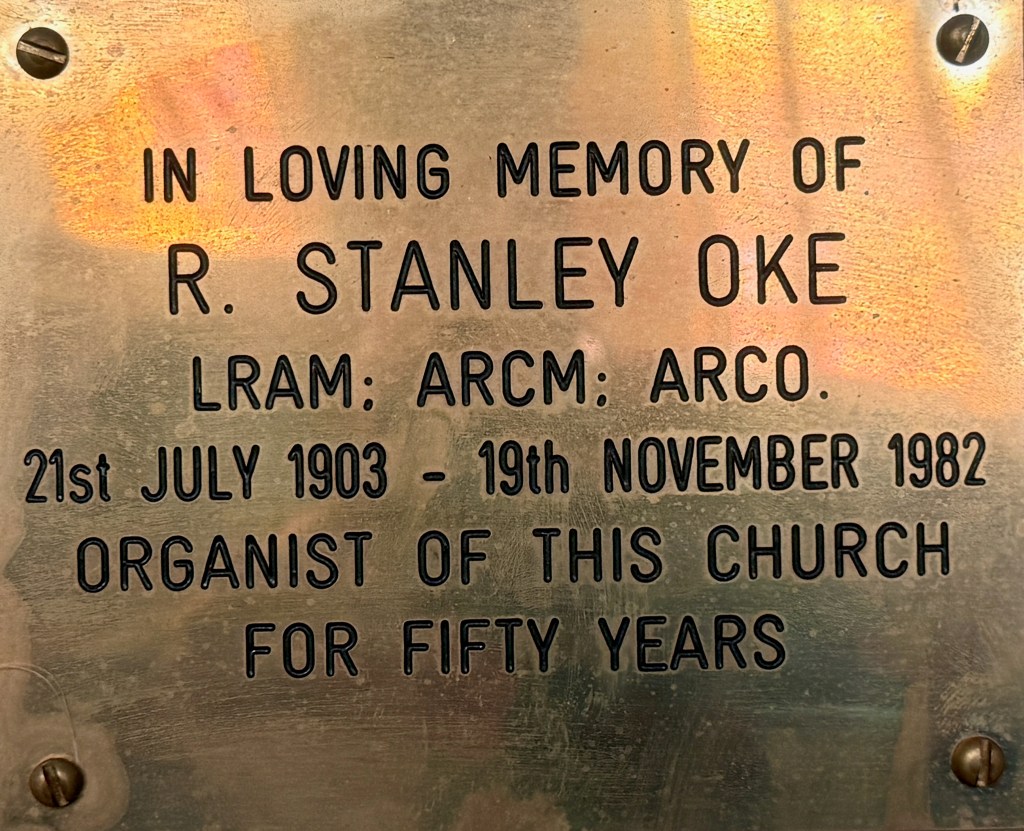 IN LOVING MEMORY OF
R. STANLEY OKE
LRAM; ARCM; ARCO.
21st JULY 1903 - 19th NOVEMBER 1982
ORGANIST OF THIS CHURCH
FOR FIFTY YEARS